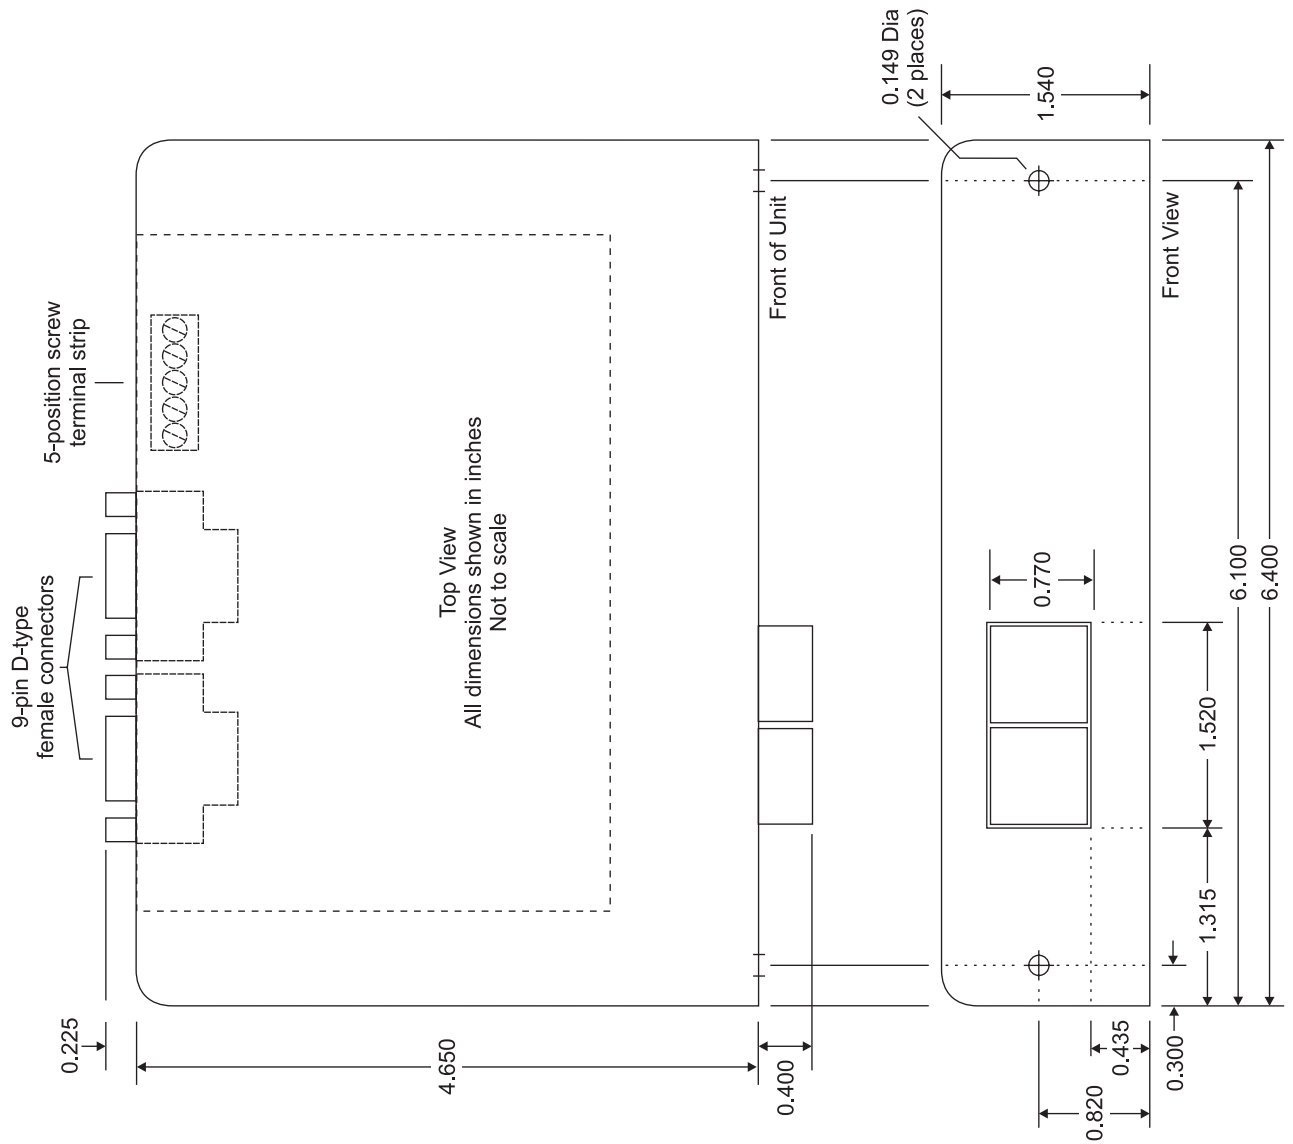 0.149 Dia
(2 places)
1.540
5-position screw
terminal strip
9-pin D-type
female connectors
Top View
All dimensions shown in inches
Not to scale
Front of Unit
Front View
0.770
6.100
6.400
1.520
1.315
0.225
4.650
0.400
0.435
0.300
0.820